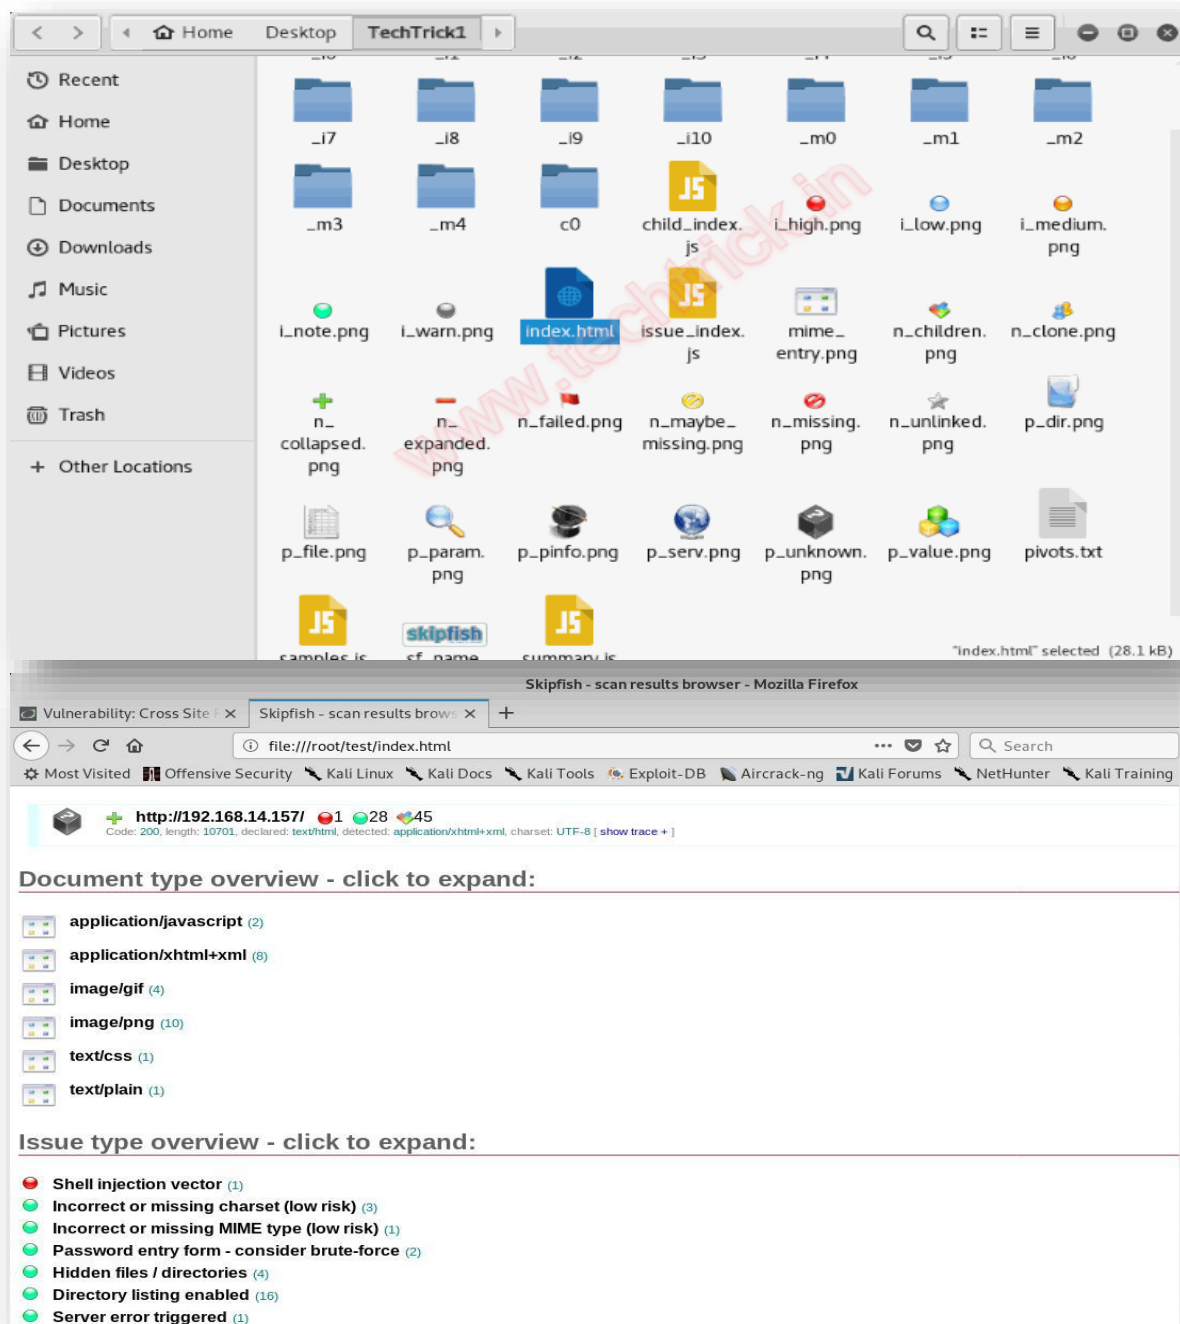 Home Desktop TechTrick1
Recent
Home
Desktop
Documents
Downloads
Music
Pictures
Videos
Trash
+ Other Locations
_i7 _i8 _i9 _i10 _m0 _m1 _m2
_m3 _m4 c0 child_index.js i_high.png i_low.png i_medium.png
i_note.png i_warn.png index.html issue_index.js mime_entry.png n_children.png n_clone.png
n_collapsed.png n_expanded.png n_failed.png n_maybe_missing.png n_missing.png n_unlinked.png p_dir.png
p_file.png p_param.png p_pinfo.png p_serv.png p_unknown.png p_value.png pivots.txt
JS skipfish JS
samples.js sf_name summary.js
"index.html" selected (28.1 kB)
www.techtrick.in
Skipfish - scan results browser - Mozilla Firefox
Vulnerability: Cross Site Skipfish - scan results brows
file:///root/test/index.html Search
Most Visited Offensive Security Kali Linux Kali Docs Kali Tools Exploit-DB Aircrack-ng Kali Forums NetHunter Kali Training
http://192.168.14.157/ 1 28 45
Code: 200, length: 10701, declared: text/html, detected: application/xhtml+xml, charset: UTF-8 [ show trace + ]
Document type overview - click to expand:
application/javascript (2)
application/xhtml+xml (8)
image/gif (4)
image/png (10)
text/css (1)
text/plain (1)
Issue type overview - click to expand:
Shell injection vector (1)
Incorrect or missing charset (low risk) (3)
Incorrect or missing MIME type (low risk) (1)
Password entry form - consider brute-force (2)
Hidden files / directories (4)
Directory listing enabled (16)
Server error triggered (1)